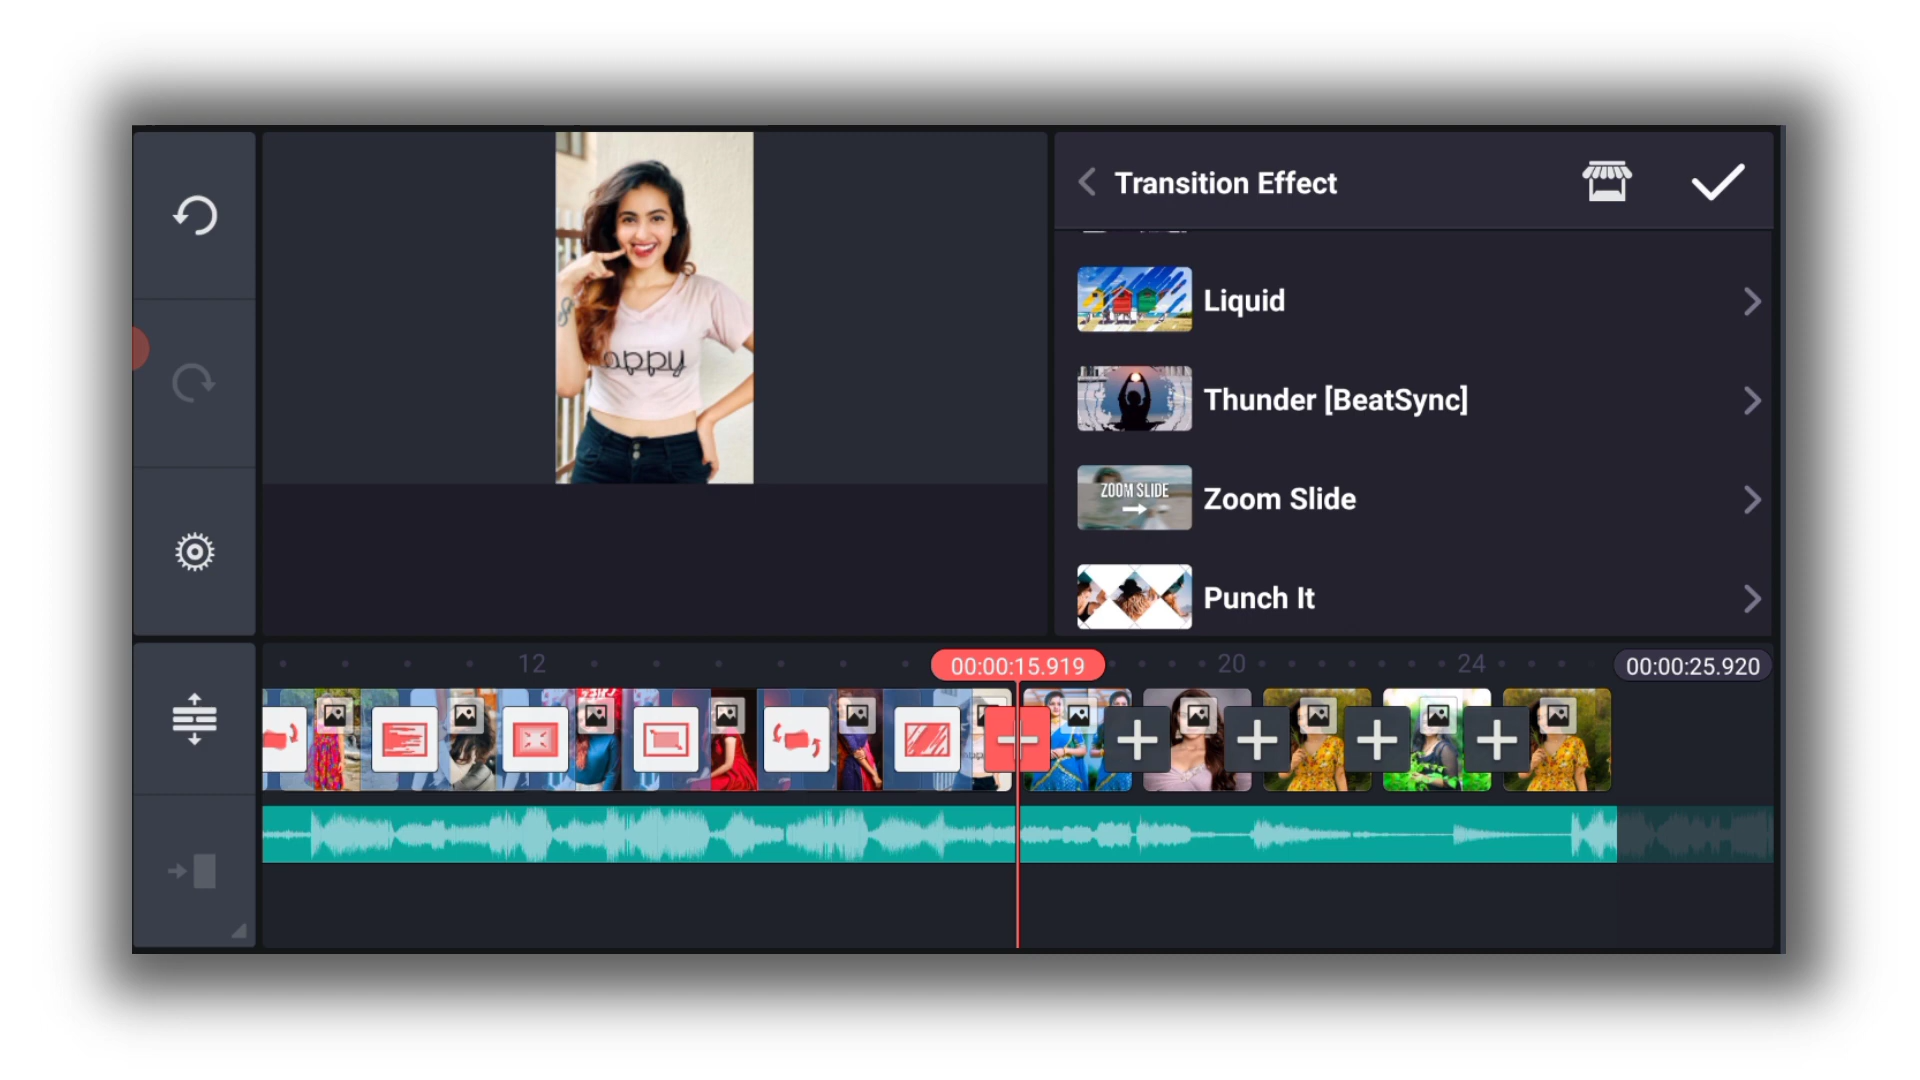 Transition Effect
Liquid
Thunder [BeatSync]
ZOOM SLIDE
Zoom Slide
Punch It
appy
12
00:00:15.919
20
24
00:00:25.920